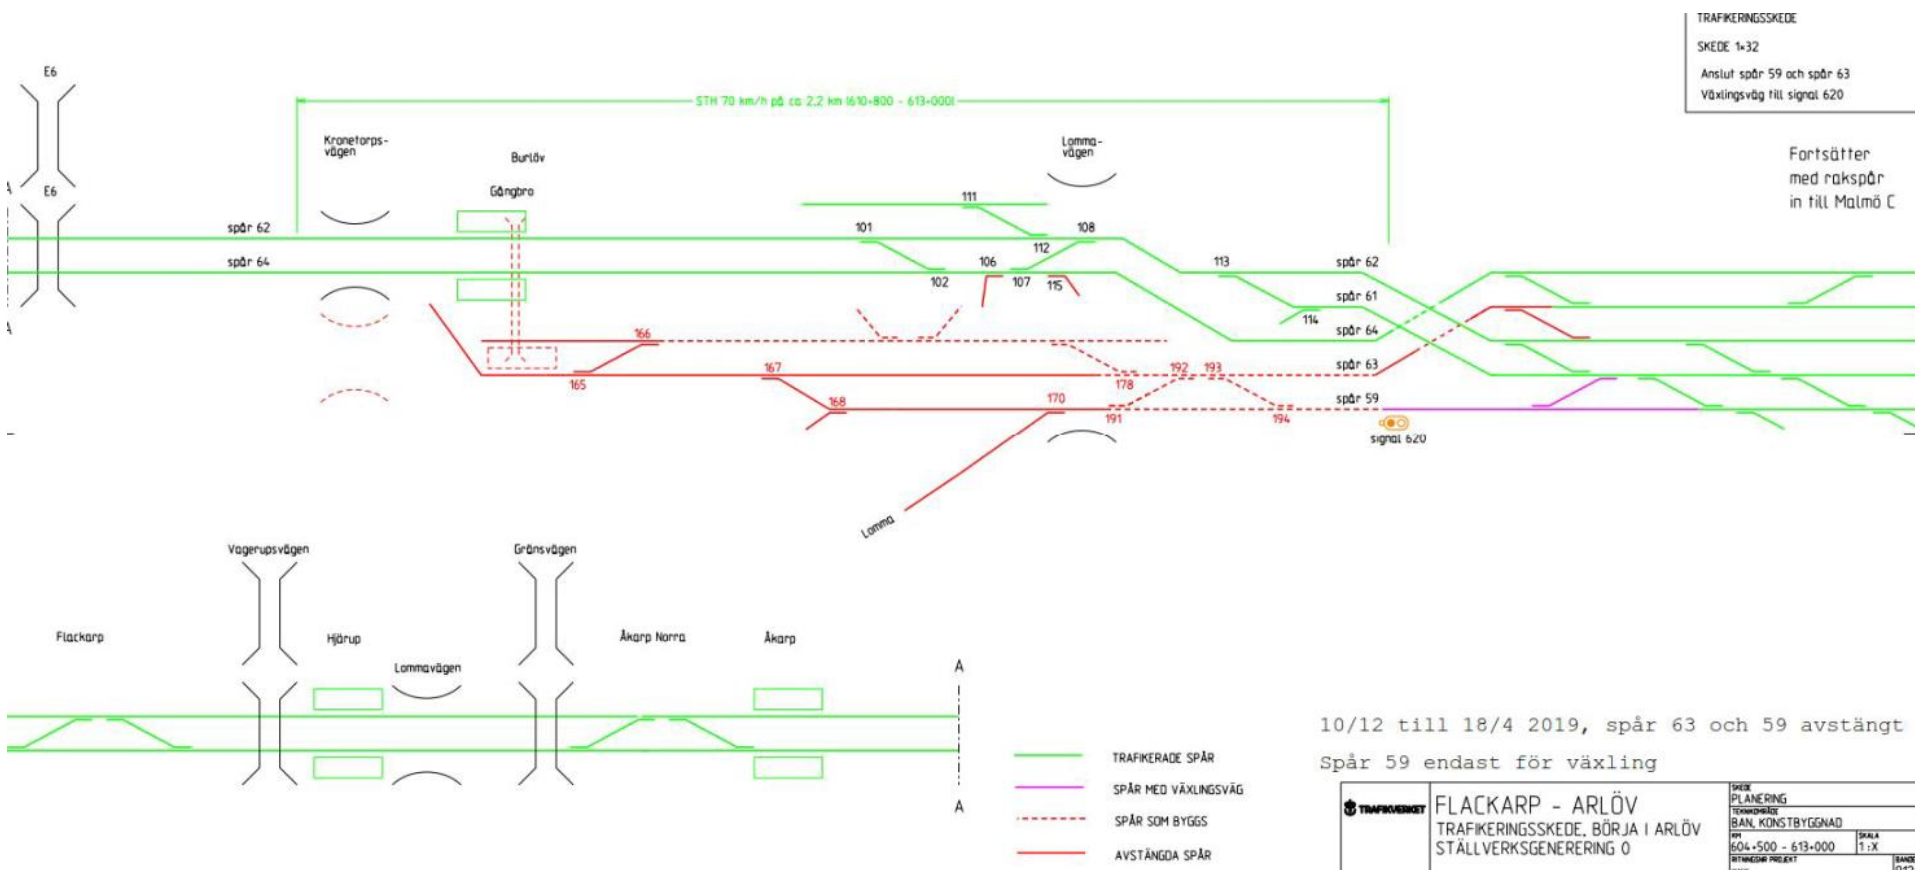 TRAFIKERINGSSKEDE
SKEDE 1*32
Anslut spår 59 och spår 63
Växlingsväg till signal 620
E6
STH 70 km/h på ca 2,2 km (610+800 - 613+000)
Kronetorps-
vägen
Burlöv
Lomma-
vägen
Fortsätter
med rakspår
in till Malmö C
A
E6
Gångbro
111
spår 62
101
112
108
spår 64
102
106
107
115
113
spår 62
spår 61
114
spår 64
A
166
165
167
178
192
193
spår 63
168
170
191
194
spår 59
signal 620
Lomma
Vagerupsvägen
Gränsvägen
Flackarp
Hjärup
Lommavägen
Åkarp Norra
Åkarp
A
A
TRAFIKERADE SPÅR
SPÅR MED VÄXLINGSVÄG
SPÅR SOM BYGGS
AVSTÄNGDA SPÅR
10/12 till 18/4 2019, spår 63 och 59 avstängt
Spår 59 endast för växling
TRAFIKVERKET
FLACKARP - ARLÖV
TRAFIKERINGSSKEDE, BÖRJA I ARLÖV
STÄLLVERKSGENERERING 0
SKEDE
PLANERING
TEKNIKOMRÅDE
BAN, KONSTBYGGNAD
KM
604+500 - 613+000
SKALA
1:X
RITNINGSNR PROJEKT